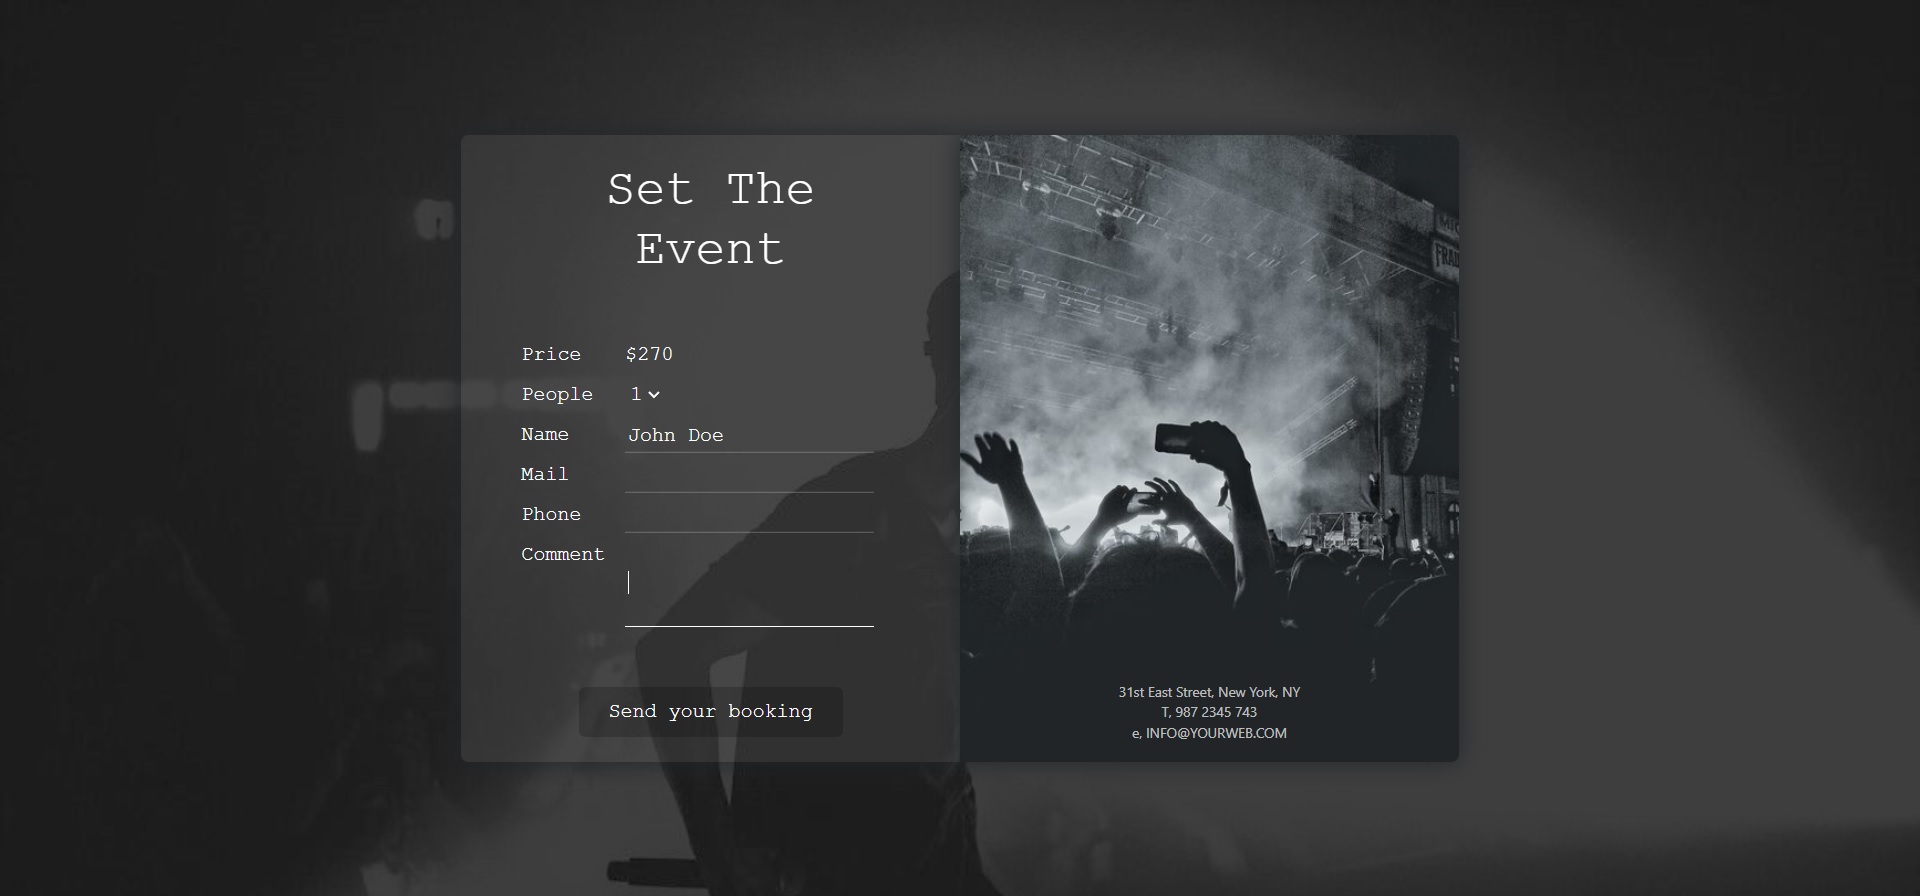 Set The
Event
Price $270
People 1
Name John Doe
Mail
Phone
Comment
Send your booking
31st East Street, New York, NY
T, 987 2345 743
e, INFO@YOURWEB.COM